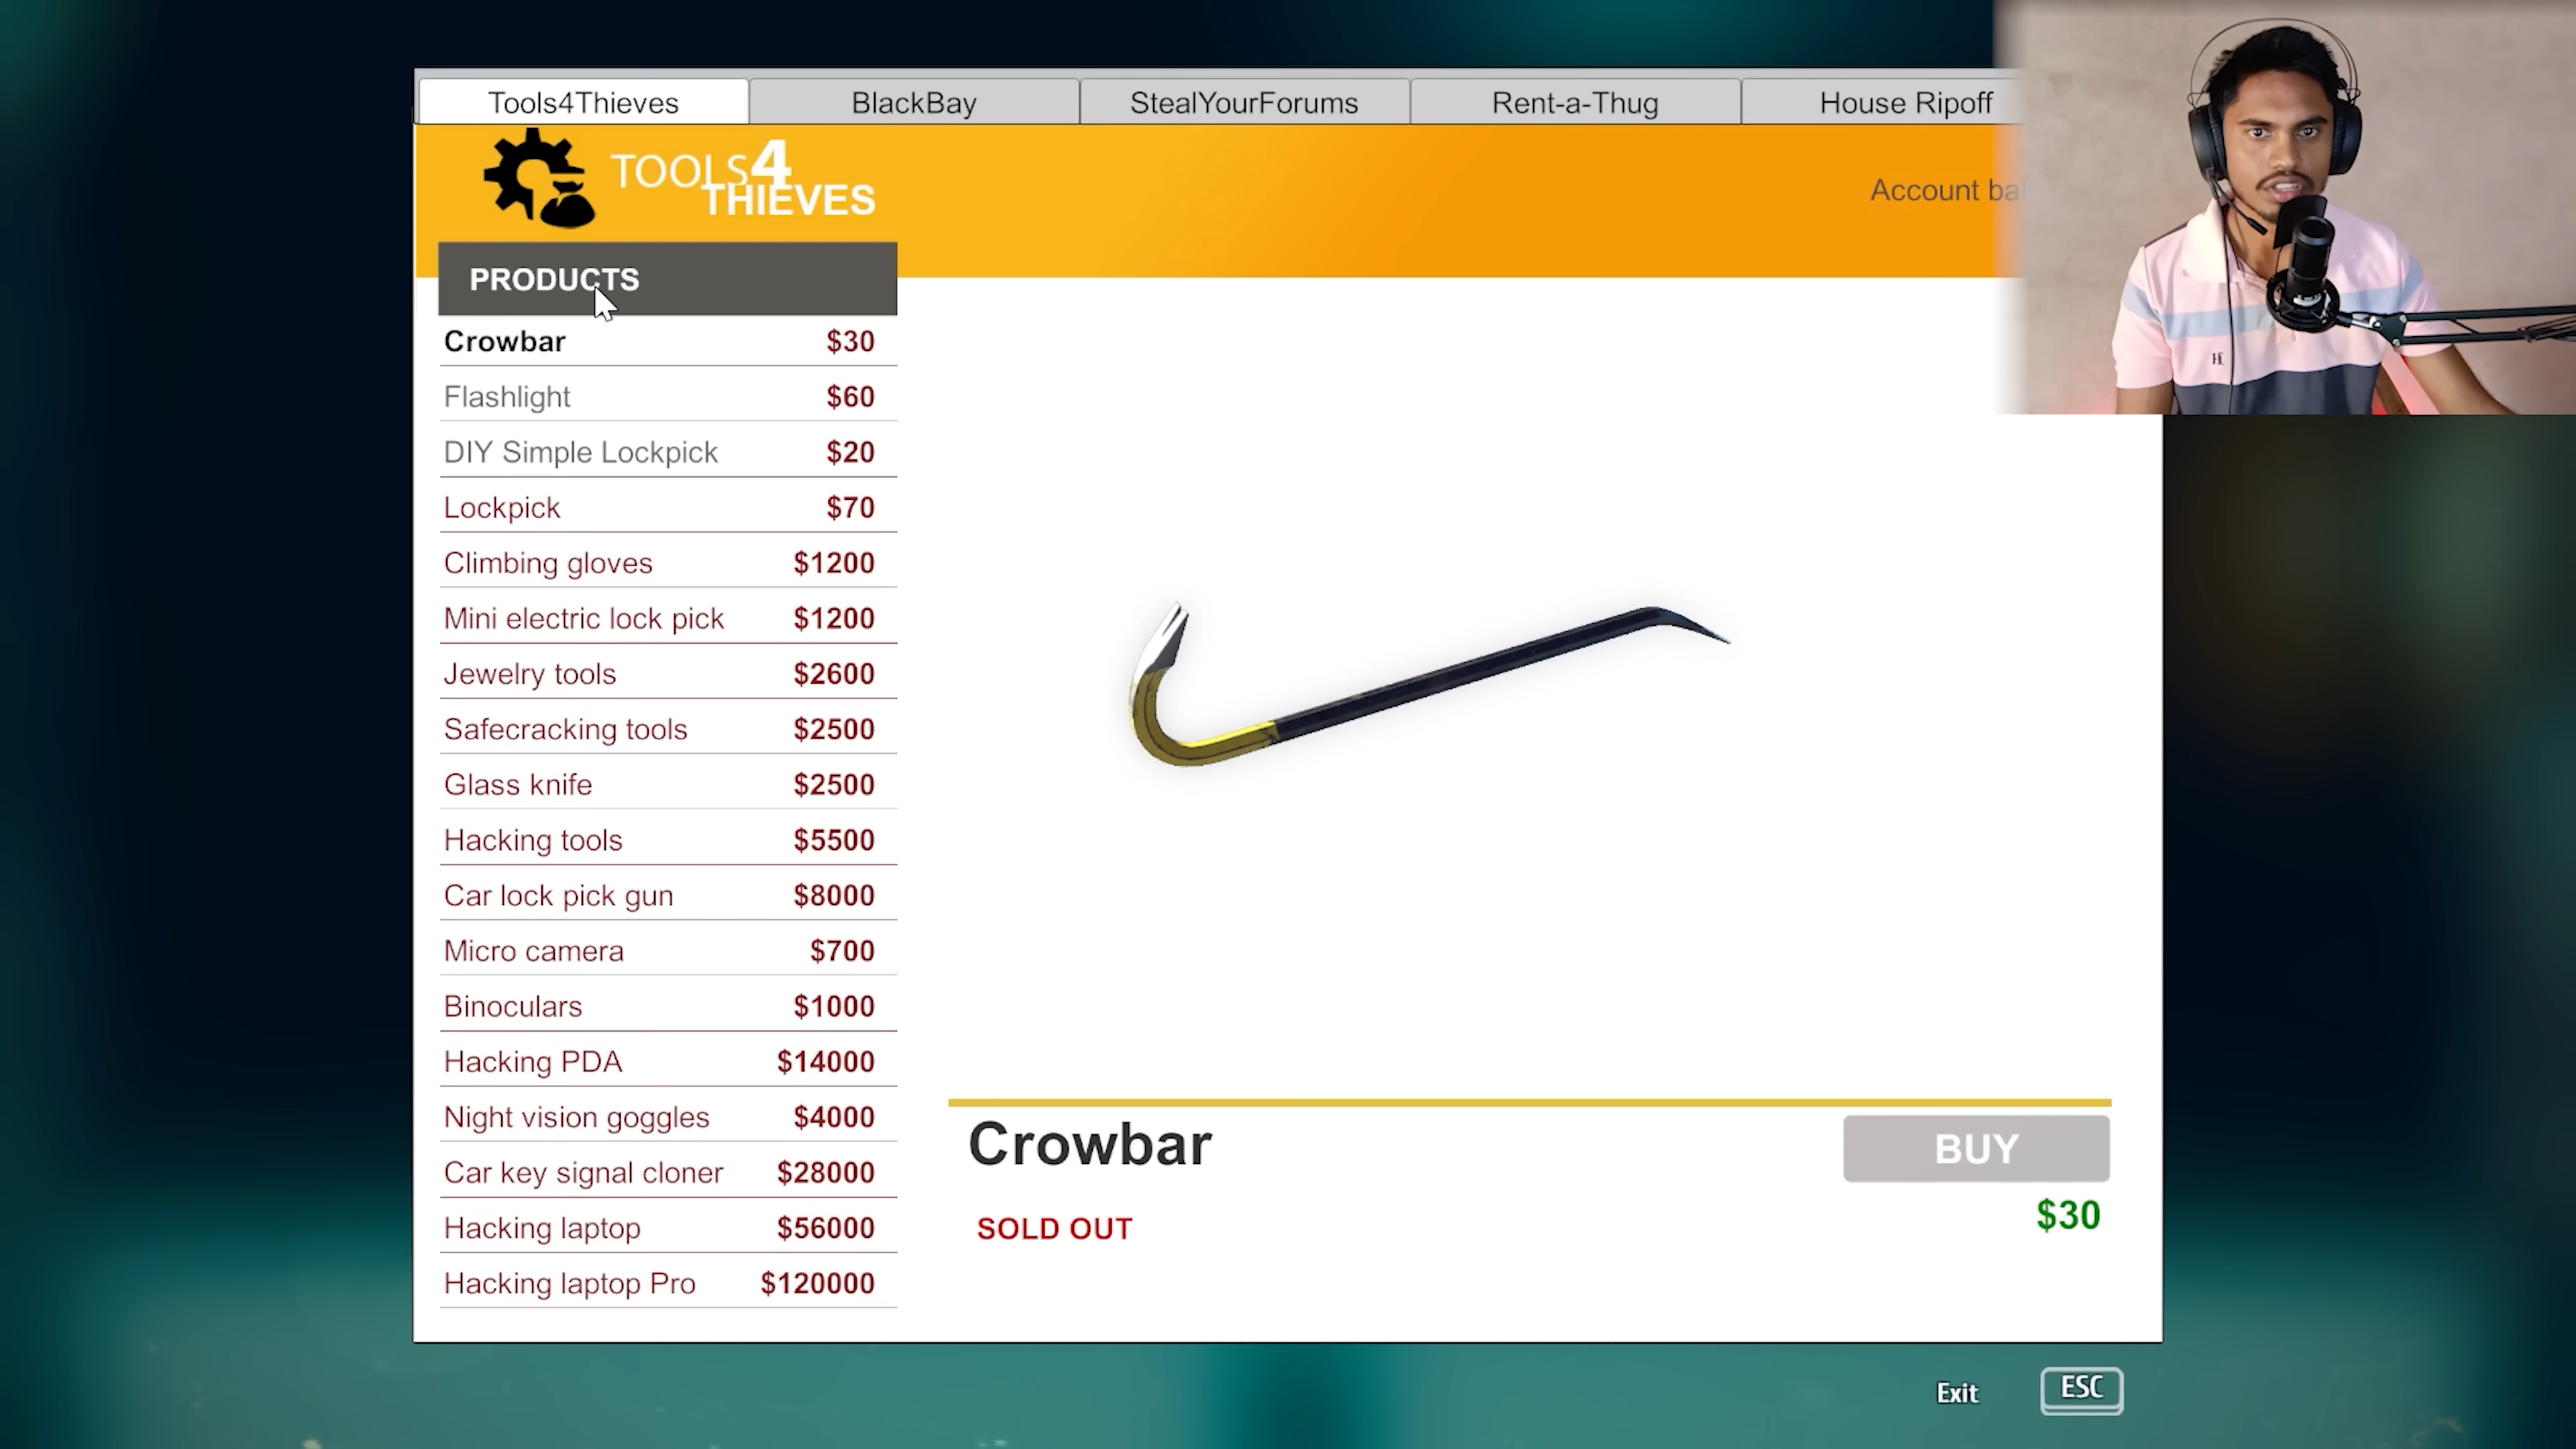 Tools4Thieves
BlackBay
StealYourForums
Rent-a-Thug
House Ripoff
TOOLS4
THIEVES
Account
PRODUCTS
Crowbar $30
Flashlight $60
DIY Simple Lockpick $20
Lockpick $70
Climbing gloves $1200
Mini electric lock pick $1200
Jewelry tools $2600
Safecracking tools $2500
Glass knife $2500
Hacking tools $5500
Car lock pick gun $8000
Micro camera $700
Binoculars $1000
Hacking PDA $14000
Night vision goggles $4000
Car key signal cloner $28000
Hacking laptop $56000
Hacking laptop Pro $120000
Crowbar
BUY
SOLD OUT
$30
Exit ESC